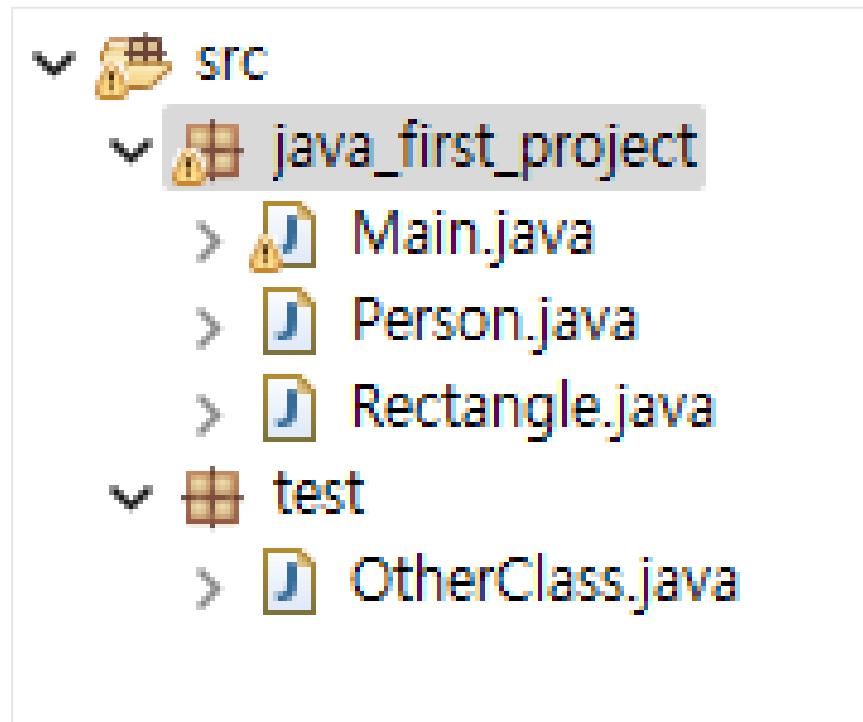 src
java_first_project
Main.java
Person.java
Rectangle.java
test
OtherClass.java